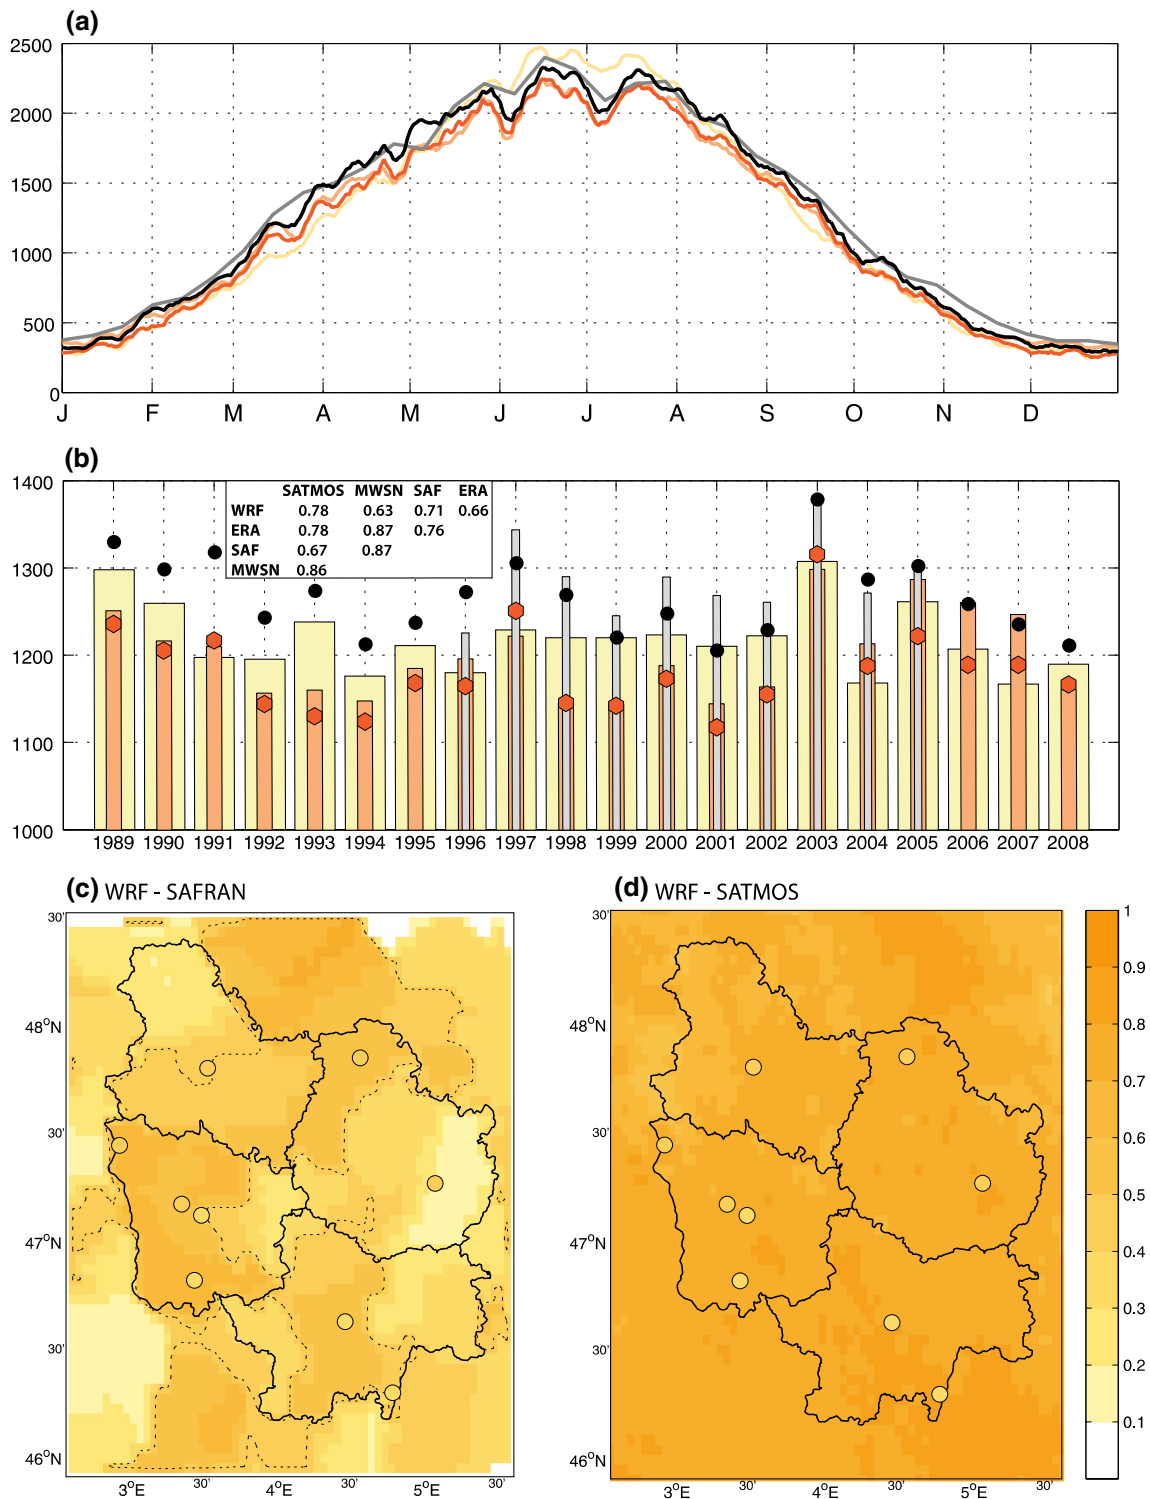 (a)
2500
2000
1500
1000
500
0
J F M A M J J A S O N D
(b)
1400
1300
1200
1100
1000
SATMOS MWSN SAF ERA
WRF 0.78 0.63 0.71 0.66
ERA 0.78 0.87 0.76
SAF 0.67 0.87
MWSN 0.86
1989 1990 1991 1992 1993 1994 1995 1996 1997 1998 1999 2000 2001 2002 2003 2004 2005 2006 2007 2008
(c) WRF - SAFRAN
30'
48°N
30'
47°N
30'
46°N
3°E 30' 4°E 30' 5°E 30'
(d) WRF - SATMOS
30'
48°N
30'
47°N
30'
46°N
3°E 30' 4°E 30' 5°E 30'
1
0.9
0.8
0.7
0.6
0.5
0.4
0.3
0.2
0.1